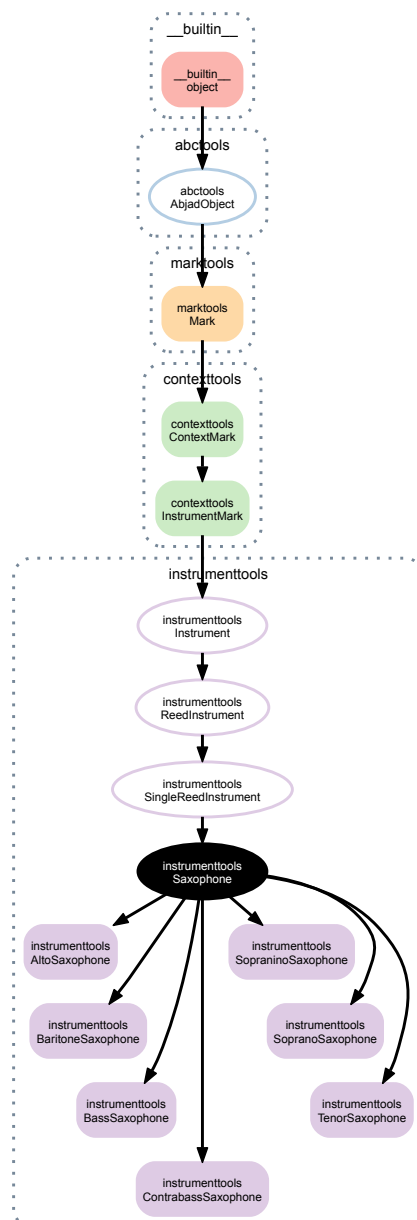 __builtin__
__builtin__
object
abctools
abctools
AbjadObject
marktools
marktools
Mark
contexttools
contexttools
ContextMark
contexttools
InstrumentMark
instrumenttools
instrumenttools
Instrument
instrumenttools
ReedInstrument
instrumenttools
SingleReedInstrument
instrumenttools
Saxophone
instrumenttools
AltoSaxophone
instrumenttools
SopraninoSaxophone
instrumenttools
BaritoneSaxophone
instrumenttools
SopranoSaxophone
instrumenttools
BassSaxophone
instrumenttools
TenorSaxophone
instrumenttools
ContrabassSaxophone